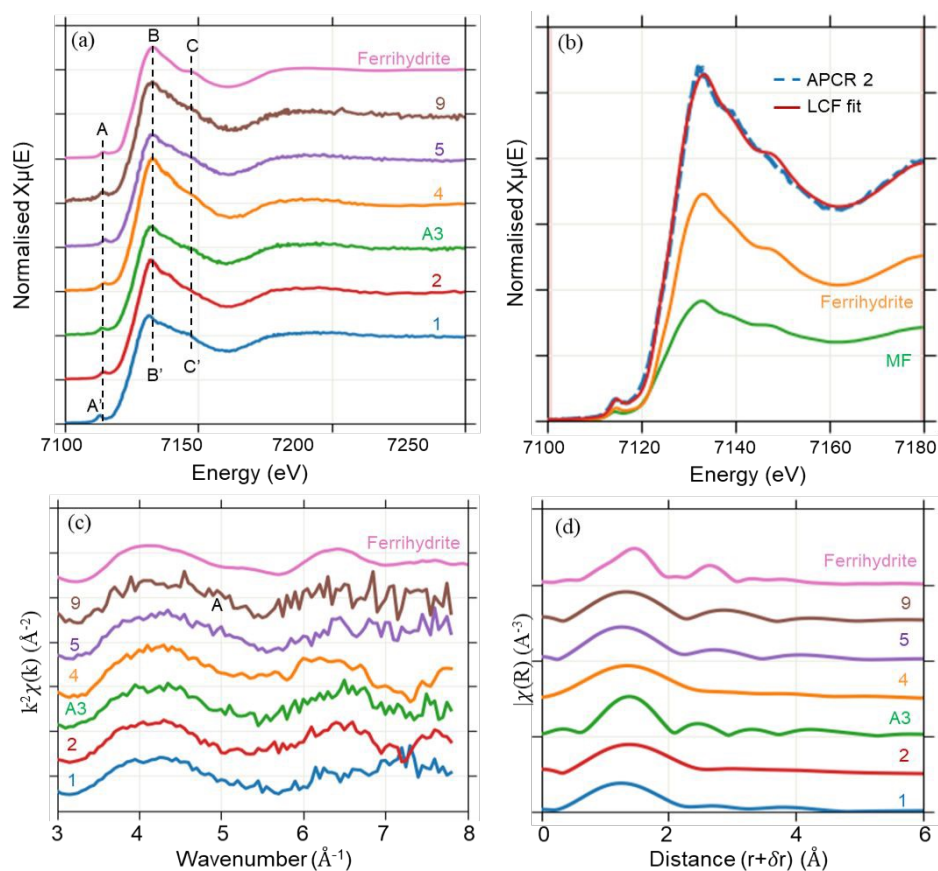 (a)
B
C
Ferrihydrite
A
9
5
4
A3
2
1
A'
B'
C'
7100
7150
7200
7250
Energy (eV)
Normalised Xμ(E)
(b)
APCR 2
LCF fit
Ferrihydrite
MF
7100
7120
7140
7160
7180
Energy (eV)
Normalised Xμ(E)
(c)
Ferrihydrite
9
A
5
4
A3
2
1
3
4
5
6
7
8
Wavenumber (Å⁻¹)
k²χ(k) (Å⁻²)
(d)
Ferrihydrite
9
5
4
A3
2
1
0
2
4
6
Distance (r+δr) (Å)
|χ(R) (A⁻³)